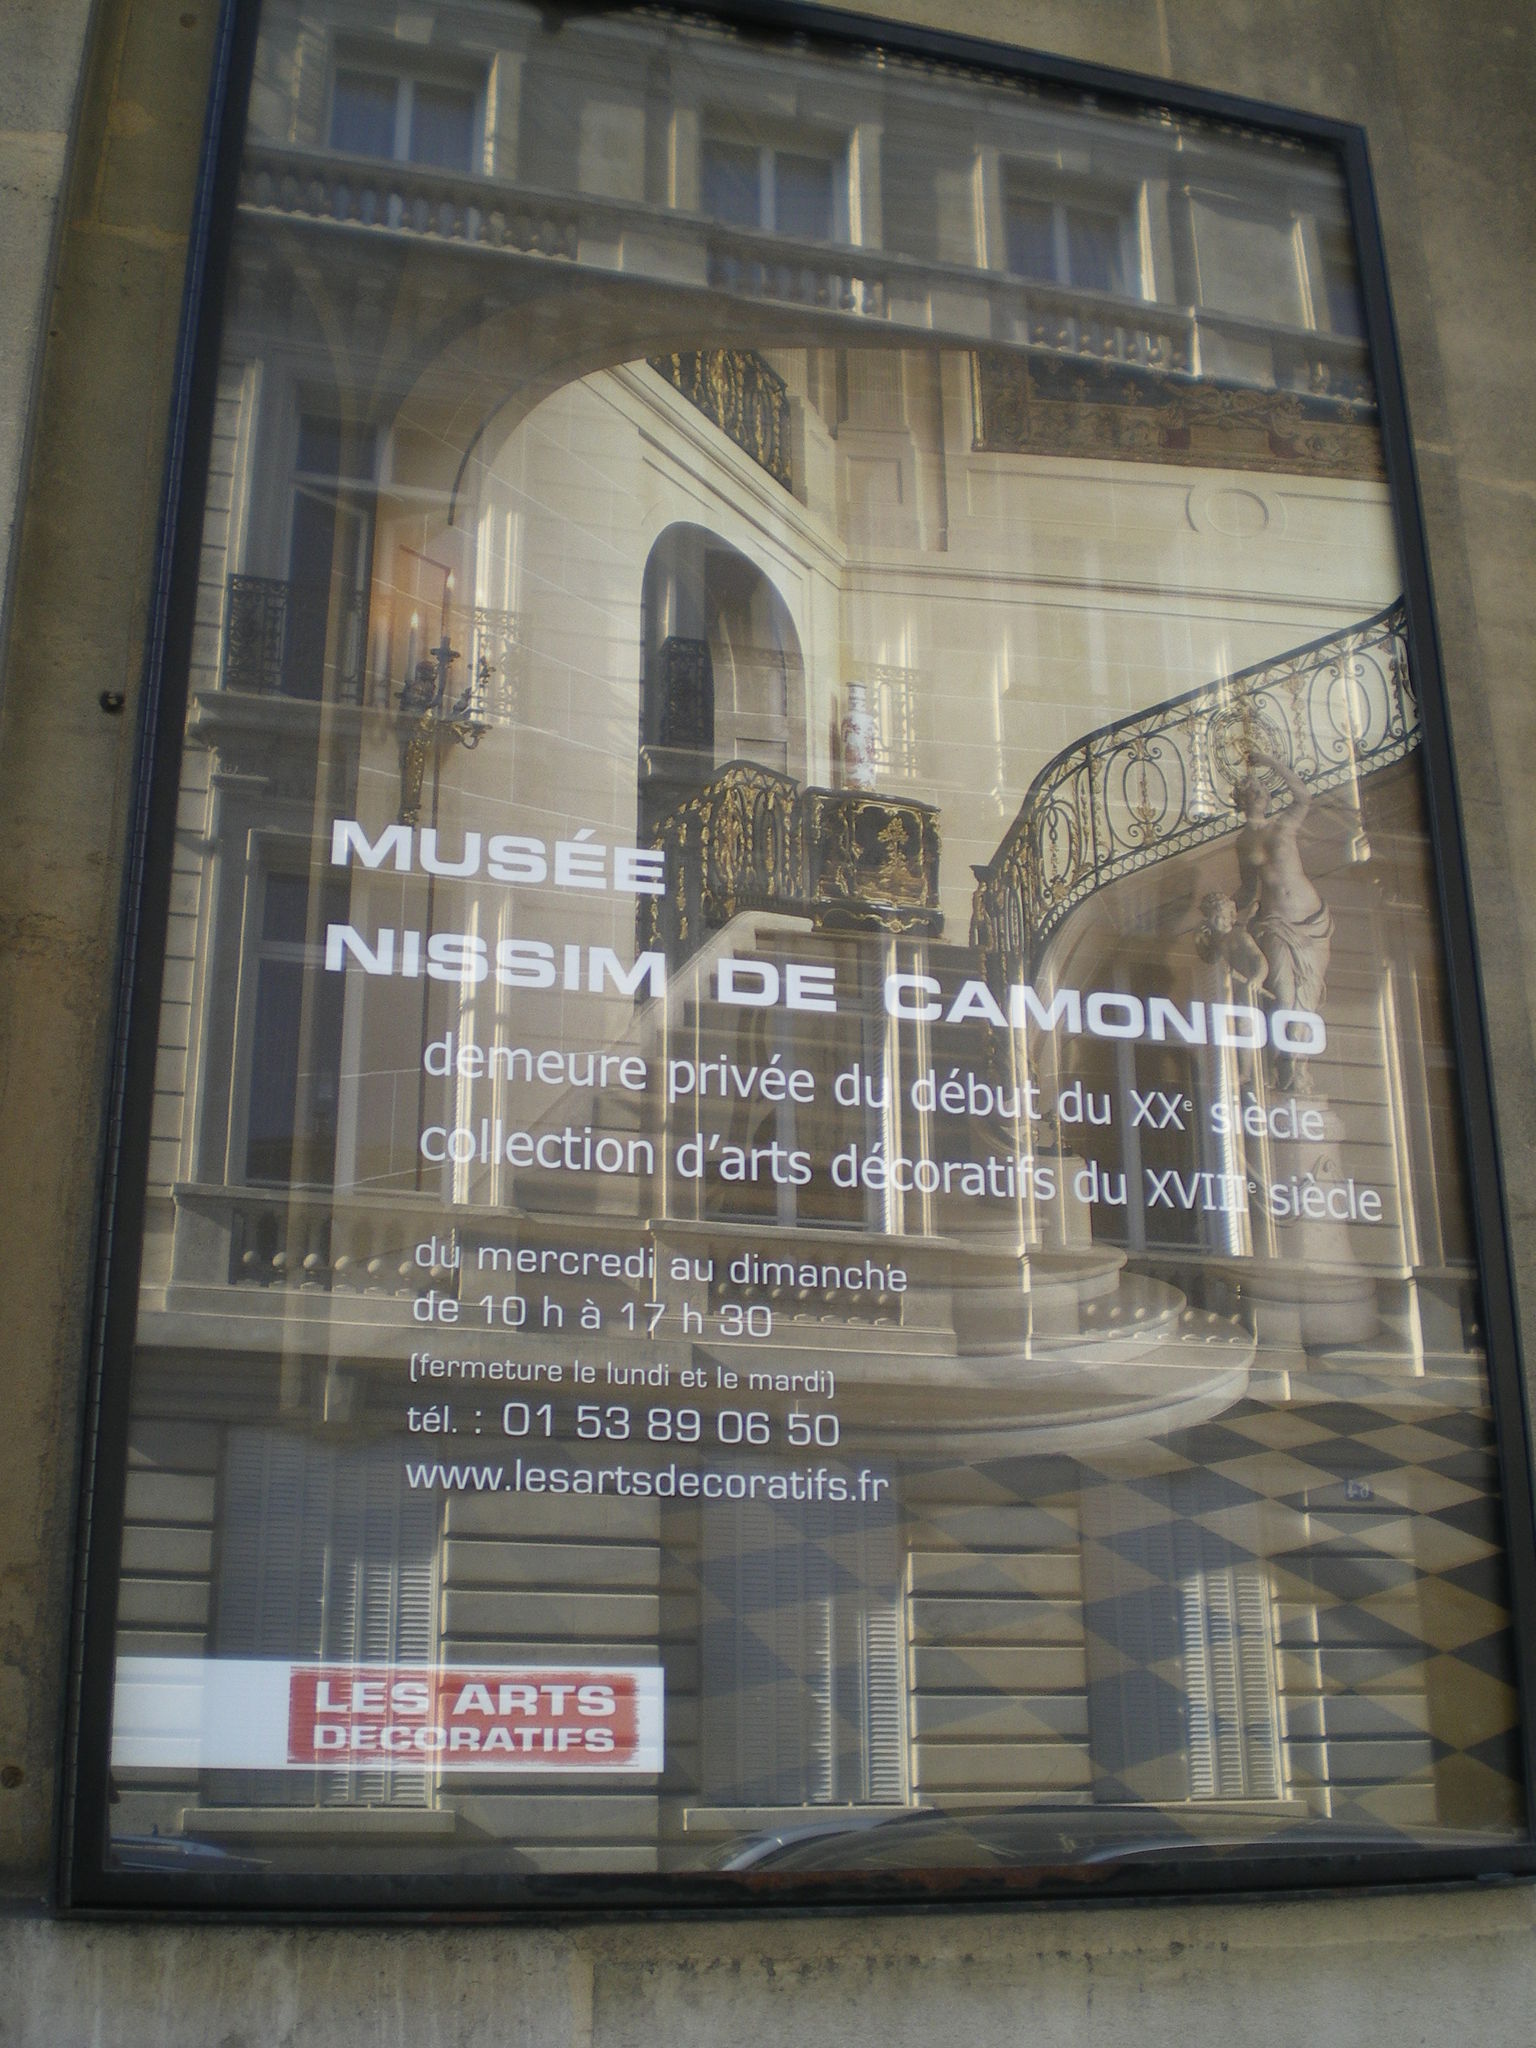 MUSÉE
NISSIM DE CAMONDO
demeure privée du début du XXe siècle
collection d'arts décoratifs du XVIIIe siècle
du mercredi au dimanche
de 10 h à 17 h 30
(fermeture le lundi et le mardi)
tél. : 01 53 89 06 50
www.lesartsdecoratifs.fr
LES ARTS
DECORATIFS